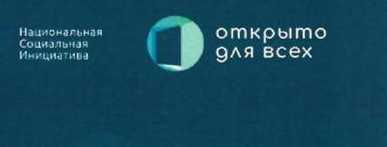 Национальная
Социальная
Инициатива
открыто
для всех